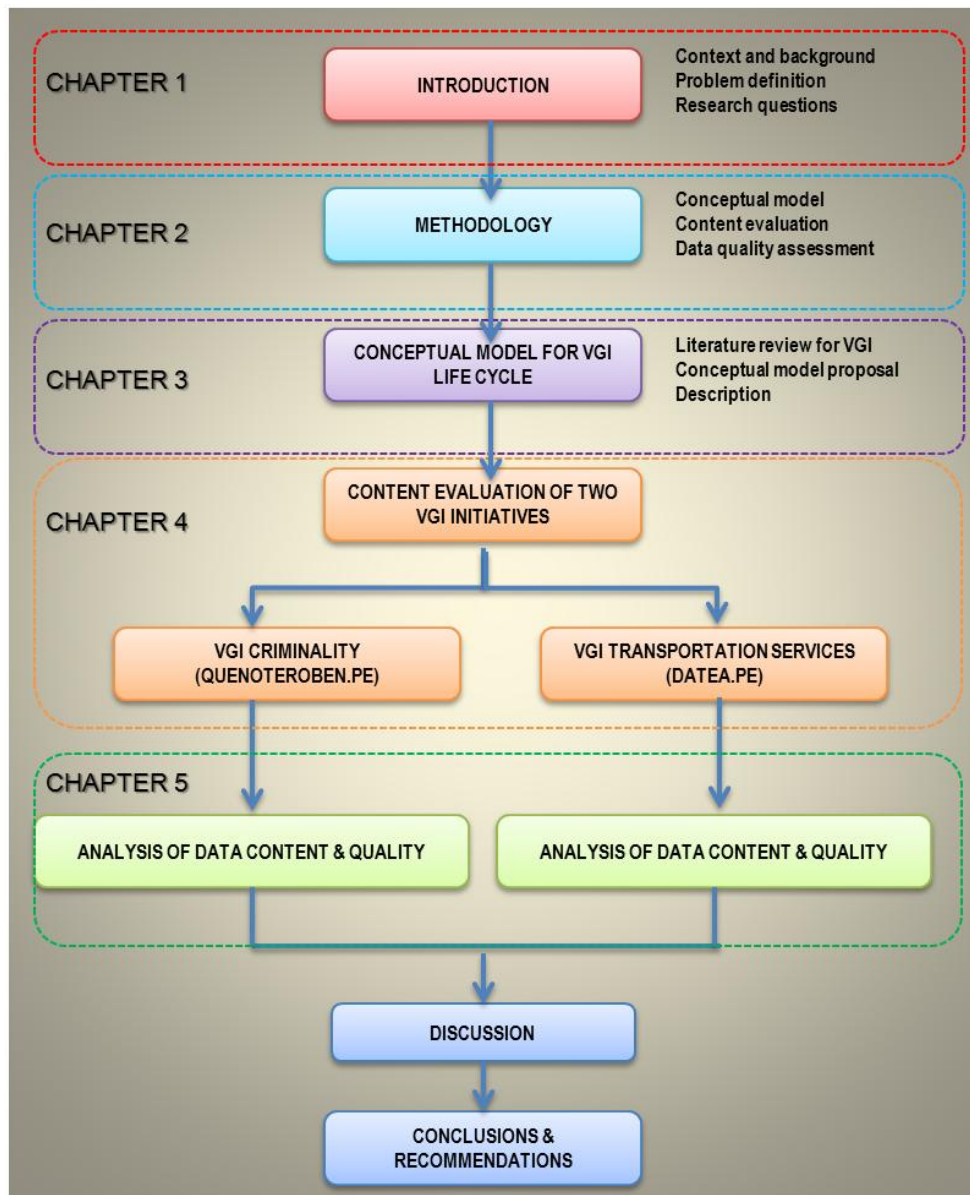 CHAPTER 1
INTRODUCTION
Context and background
Problem definition
Research questions
CHAPTER 2
METHODOLOGY
Conceptual model
Content evaluation
Data quality assessment
CHAPTER 3
CONCEPTUAL MODEL FOR VGI
LIFE CYCLE
Literature review for VGI
Conceptual model proposal
Description
CHAPTER 4
CONTENT EVALUATION OF TWO
VGI INITIATIVES
VGI CRIMINALITY
(QUENOTEROBEN.PE)
VGI TRANSPORTATION SERVICES
(DATEA.PE)
CHAPTER 5
ANALYSIS OF DATA CONTENT & QUALITY
ANALYSIS OF DATA CONTENT & QUALITY
DISCUSSION
CONCLUSIONS &
RECOMMENDATIONS